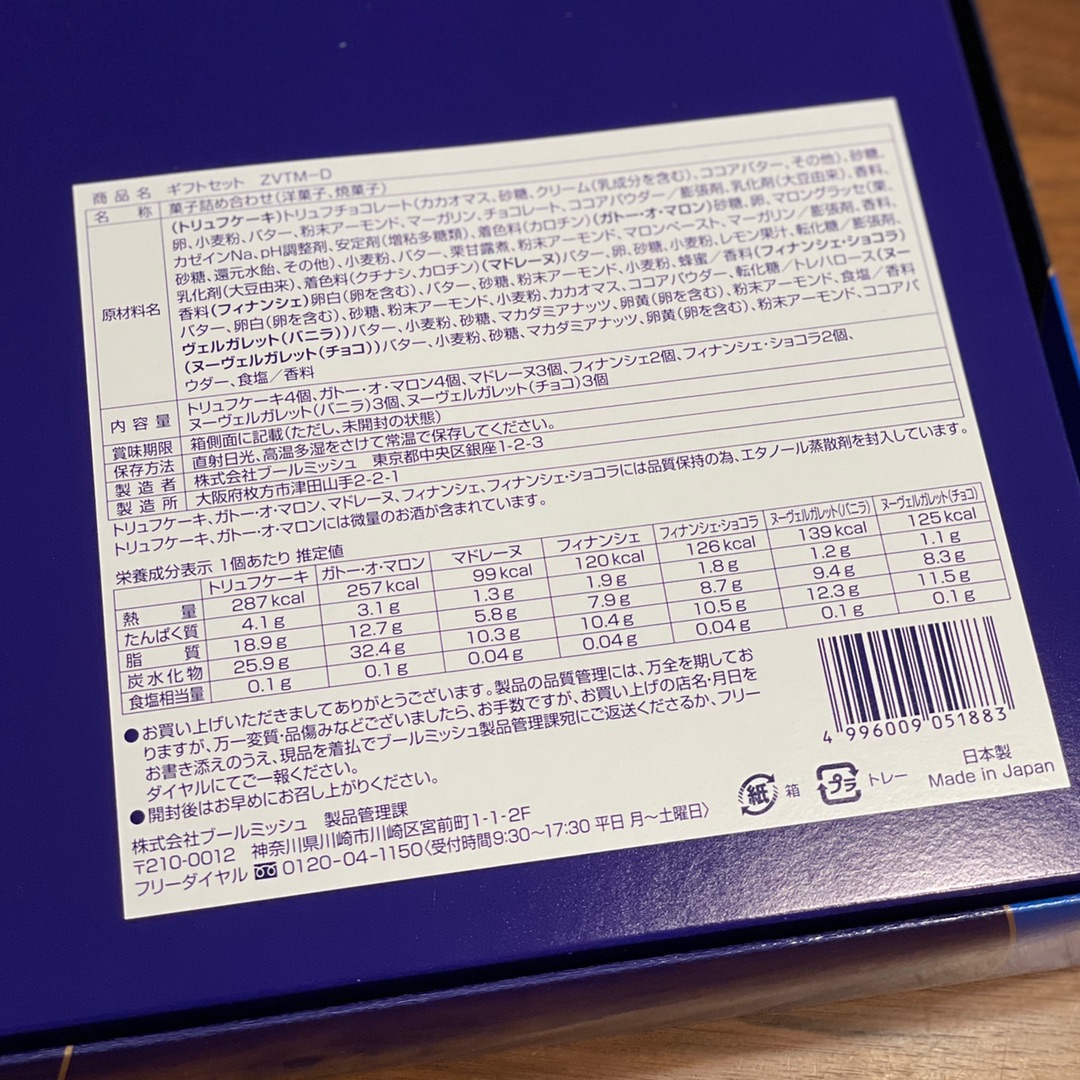 商品名 ギフトセット ZVTM-D
名称 菓子詰め合わせ(洋菓子、焼菓子)
原材料名
(トリュフケーキ)トリュフチョコレート(カカオマス、砂糖、クリーム(乳成分を含む)、ココアバター、その他)、砂糖、
卵、小麦粉、バター、粉末アーモンド、マーガリン、チョコレート、ココアパウダー/膨張剤、乳化剤(大豆由来)、香料、
カゼインNa、pH調整剤、安定剤(増粘多糖類)、着色料(カロチン)(ガトー・オ・マロン)砂糖、卵、マロングラッセ(栗、
砂糖、還元水飴、その他)、小麦粉、バター、栗甘露煮、粉末アーモンド、マロンペースト、マーガリン/膨張剤、香料、
乳化剤(大豆由来)、着色料(クチナシ、カロチン)(マドレーヌ)バター、卵、砂糖、小麦粉、レモン果汁、転化糖/膨張剤、
香料(フィナンシェ)卵白(卵を含む)、バター、砂糖、粉末アーモンド、小麦粉、蜂蜜/香料(フィナンシェ・ショコラ)
バター、卵白(卵を含む)、砂糖、粉末アーモンド、小麦粉、カカオマス、ココアパウダー、転化糖/トレハロース(ヌー
ヴェルガレット(バニラ))バター、小麦粉、砂糖、マカダミアナッツ、卵黄(卵を含む)、粉末アーモンド、食塩/香料
(ヌーヴェルガレット(チョコ))バター、小麦粉、砂糖、マカダミアナッツ、卵黄(卵を含む)、粉末アーモンド、ココアパ
ウダー、食塩/香料
内容量 トリュフケーキ4個、ガトー・オ・マロン4個、マドレーヌ3個、フィナンシェ2個、フィナンシェ・ショコラ2個、
ヌーヴェルガレット(バニラ)3個、ヌーヴェルガレット(チョコ)3個
賞味期限 箱側面に記載(ただし、未開封の状態)
保存方法 直射日光、高温多湿をさけて常温で保存してください。
製造者 株式会社ブールミッシュ 東京都中央区銀座1-2-3
製造所 大阪府枚方市津田山手2-2-1
トリュフケーキ、ガトー・オ・マロン、マドレーヌ、フィナンシェ、フィナンシェ・ショコラには品質保持の為、エタノール蒸散剤を封入しています。
トリュフケーキ、ガトー・オ・マロンには微量のお酒が含まれています。
栄養成分表示 1個あたり 推定値
トリュフケーキ ガトー・オ・マロン マドレーヌ フィナンシェ フィナンシェ・ショコラ ヌーヴェルガレット(バニラ) ヌーヴェルガレット(チョコ)
熱量 287kcal 257kcal 99kcal 120kcal 126kcal 139kcal 125kcal
たんぱく質 4.1g 3.1g 1.3g 1.9g 1.8g 1.2g 1.1g
脂質 18.9g 12.7g 5.8g 7.9g 8.7g 9.4g 8.3g
炭水化物 25.9g 32.4g 10.3g 10.4g 10.5g 12.3g 11.5g
食塩相当量 0.1g 0.1g 0.04g 0.04g 0.04g 0.1g 0.1g
●お買い上げいただきましてありがとうございます。製品の品質管理には、万全を期してお
りますが、万一変質・品傷みなどございましたら、お手数ですが、お買い上げの店名・月日を
お書き添えのうえ、現品を着払でブールミッシュ製品管理課宛にご返送くださるか、フリー
ダイヤルにてご一報ください。
●開封後はお早めにお召し上がりください。
株式会社ブールミッシュ 製品管理課
〒210-0012 神奈川県川崎市川崎区宮前町1-1-2F
フリーダイヤル 0120-04-1150〈受付時間9:30~17:30 平日 月~土曜日〉
4 996009 051883
紙 箱 プラ トレー
日本製
Made in Japan